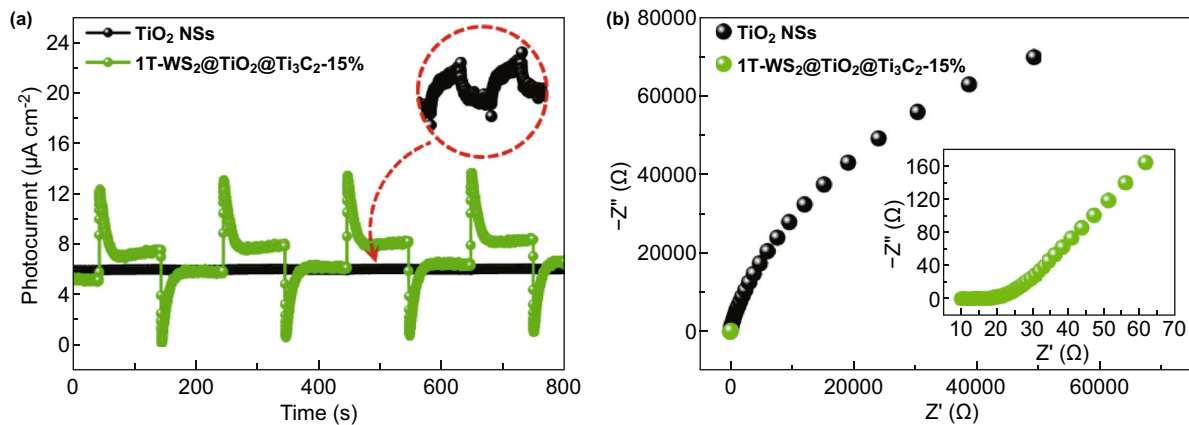 (a)
TiO₂ NSs
1T-WS₂@TiO₂@Ti₃C₂-15%
Photocurrent (µA cm⁻²)
24
20
16
12
8
4
0
0 200 400 600 800
Time (s)
(b)
TiO₂ NSs
1T-WS₂@TiO₂@Ti₃C₂-15%
−Z" (Ω)
80000
60000
40000
20000
0
0 20000 40000 60000
Z' (Ω)
−Z" (Ω)
160
120
80
40
0
10 20 30 40 50 60 70
Z' (Ω)